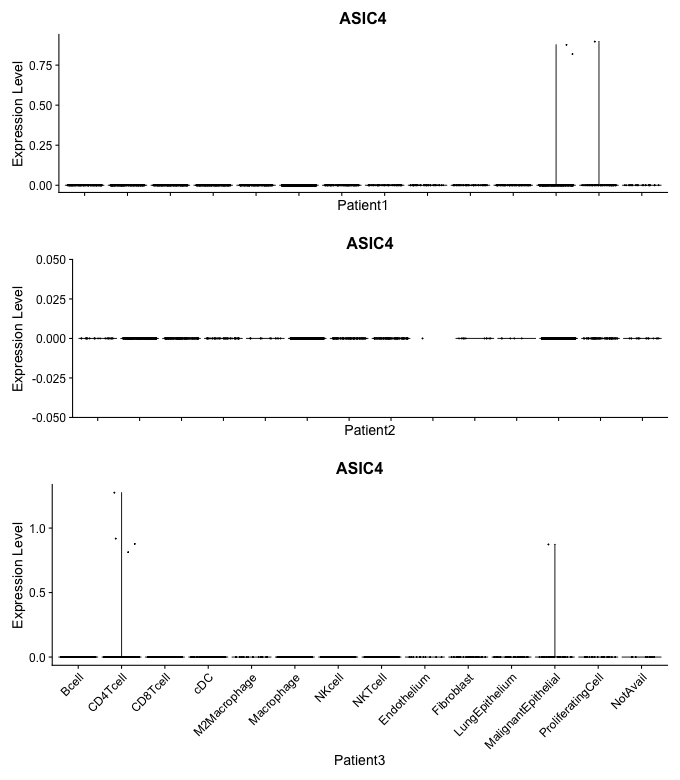 ASIC4
Expression Level
0.75
0.50
0.25
0.00
Patient1
ASIC4
Expression Level
0.050
0.025
0.000
-0.025
-0.050
Patient2
ASIC4
Expression Level
1.0
0.5
0.0
Bcell
CD4Tcell
CD8Tcell
cDC
M2Macrophage
Macrophage
NKcell
NKTcell
Endothelium
Fibroblast
LungEpithelium
MalignantEpithelial
ProliferatingCell
NotAvail
Patient3